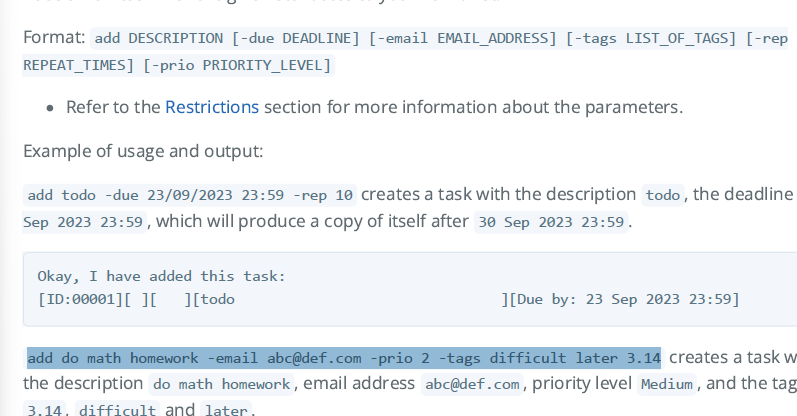 Format: add DESCRIPTION [-due DEADLINE] [-email EMAIL_ADDRESS] [-tags LIST_OF_TAGS] [-rep
REPEAT_TIMES] [-prio PRIORITY_LEVEL]
• Refer to the Restrictions section for more information about the parameters.
Example of usage and output:
add todo -due 23/09/2023 23:59 -rep 10 creates a task with the description todo, the deadline
Sep 2023 23:59, which will produce a copy of itself after 30 Sep 2023 23:59.
Okay, I have added this task:
[ID:00001][ ][   ][todo                              ][Due by: 23 Sep 2023 23:59]
add do math homework -email abc@def.com -prio 2 -tags difficult later 3.14 creates a task w
the description do math homework, email address abc@def.com, priority level Medium, and the tag
3.14, difficult and later.